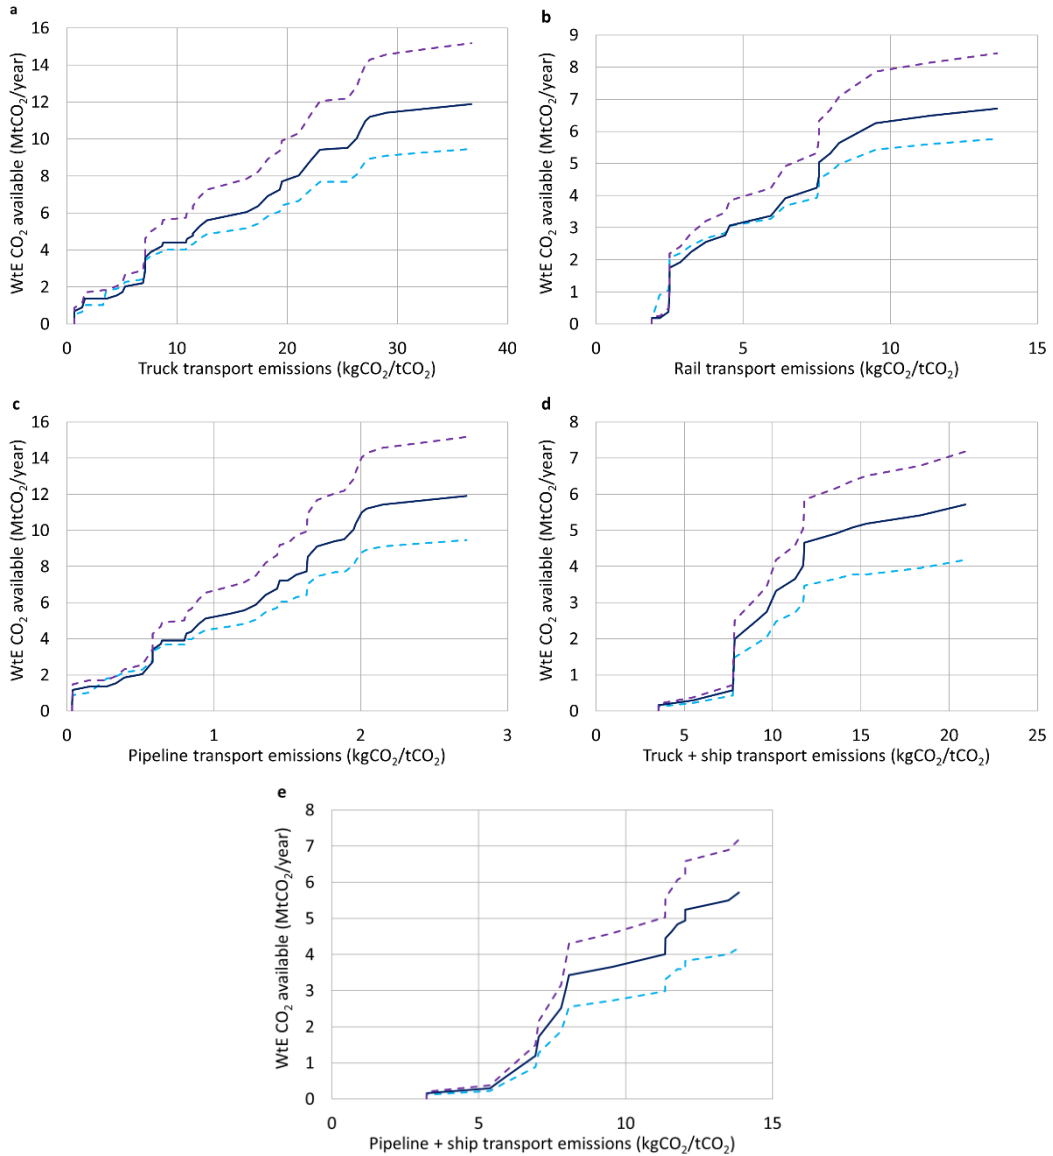 a
WtE CO₂ available (MtCO₂/year)
16
14
12
10
8
6
4
2
0
0 10 20 30 40
Truck transport emissions (kgCO₂/tCO₂)
b
WtE CO₂ available (MtCO₂/year)
9
8
7
6
5
4
3
2
1
0
0 5 10 15
Rail transport emissions (kgCO₂/tCO₂)
c
WtE CO₂ available (MtCO₂/year)
16
14
12
10
8
6
4
2
0
0 1 2 3
Pipeline transport emissions (kgCO₂/tCO₂)
d
WtE CO₂ available (MtCO₂/year)
8
7
6
5
4
3
2
1
0
0 5 10 15 20 25
Truck + ship transport emissions (kgCO₂/tCO₂)
e
WtE CO₂ available (MtCO₂/year)
8
7
6
5
4
3
2
1
0
0 5 10 15
Pipeline + ship transport emissions (kgCO₂/tCO₂)